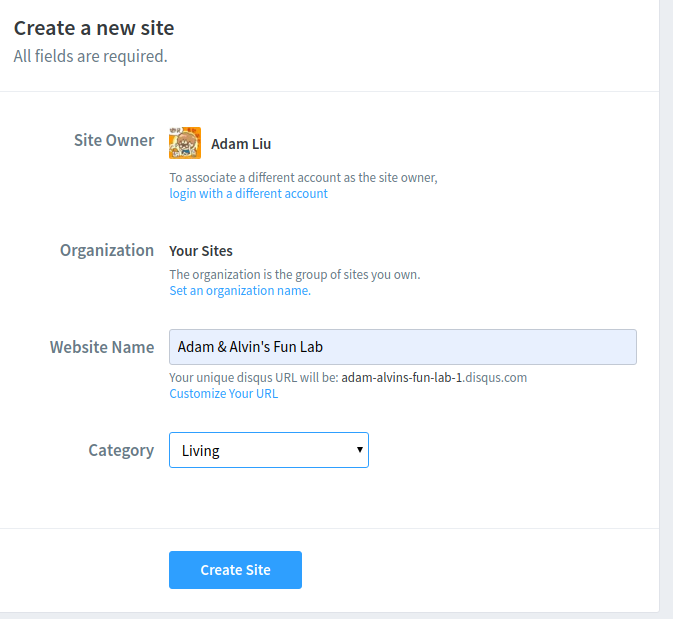 Create a new site
All fields are required.
Site Owner
Adam Liu
To associate a different account as the site owner,
login with a different account
Organization
Your Sites
The organization is the group of sites you own.
Set an organization name.
Website Name
Adam & Alvin's Fun Lab
Your unique disqus URL will be: adam-alvins-fun-lab-1.disqus.com
Customize Your URL
Category
Living
Create Site